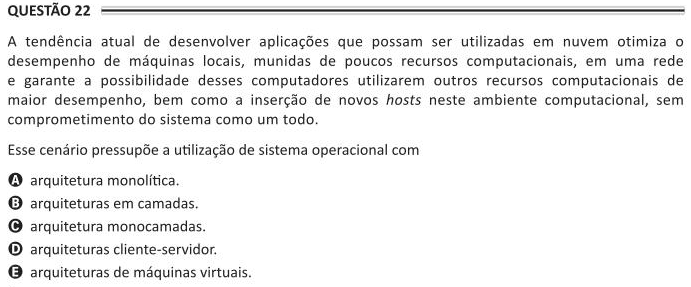 QUESTÃO 22
A tendência atual de desenvolver aplicações que possam ser utilizadas em nuvem otimiza o
desempenho de máquinas locais, munidas de poucos recursos computacionais, em uma rede
e garante a possibilidade desses computadores utilizarem outros recursos computacionais de
maior desempenho, bem como a inserção de novos hosts neste ambiente computacional, sem
comprometimento do sistema como um todo.
Esse cenário pressupõe a utilização de sistema operacional com
A arquitetura monolítica.
B arquiteturas em camadas.
C arquitetura monocamadas.
D arquiteturas cliente-servidor.
E arquiteturas de máquinas virtuais.